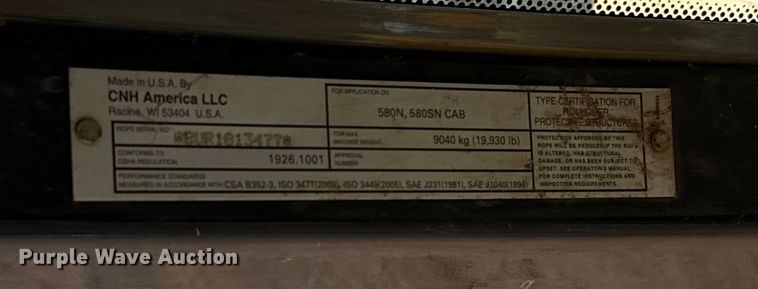 Made in U.S.A. By
CNH America LLC
Racine, WI 53404 U.S.A.
ROPS SERIAL NO
CONFORMS TO
OSHA REGULATION 1926.1001
PERFORMANCE STANDARDS
MEASURED IN ACCORDANCE WITH CSA B352-3, ISO 3471(2008), ISO 3449(2005), SAE J231(1981), SAE J1040(1994)
FOR APPLICATION ON
580N, 580SN CAB
FOR MAX.
MACHINE WEIGHT 9040 kg (19,930 lb)
APPROVAL
NUMBER
TYPE-CERTIFICATION FOR
ROLLOVER
PROTECTIVE STRUCTURES
PROTECTION AFFORDED BY THIS
ROPS WILL BE REDUCED IF THE ROPS
IS ALTERED, HAS STRUCTURAL
DAMAGE, OR HAS BEEN SUBJECT TO
UPSET. SEE OPERATOR'S MANUAL
FOR COMPLETE INSTRUCTIONS AND
INSPECTION REQUIREMENTS.
Purple Wave Auction